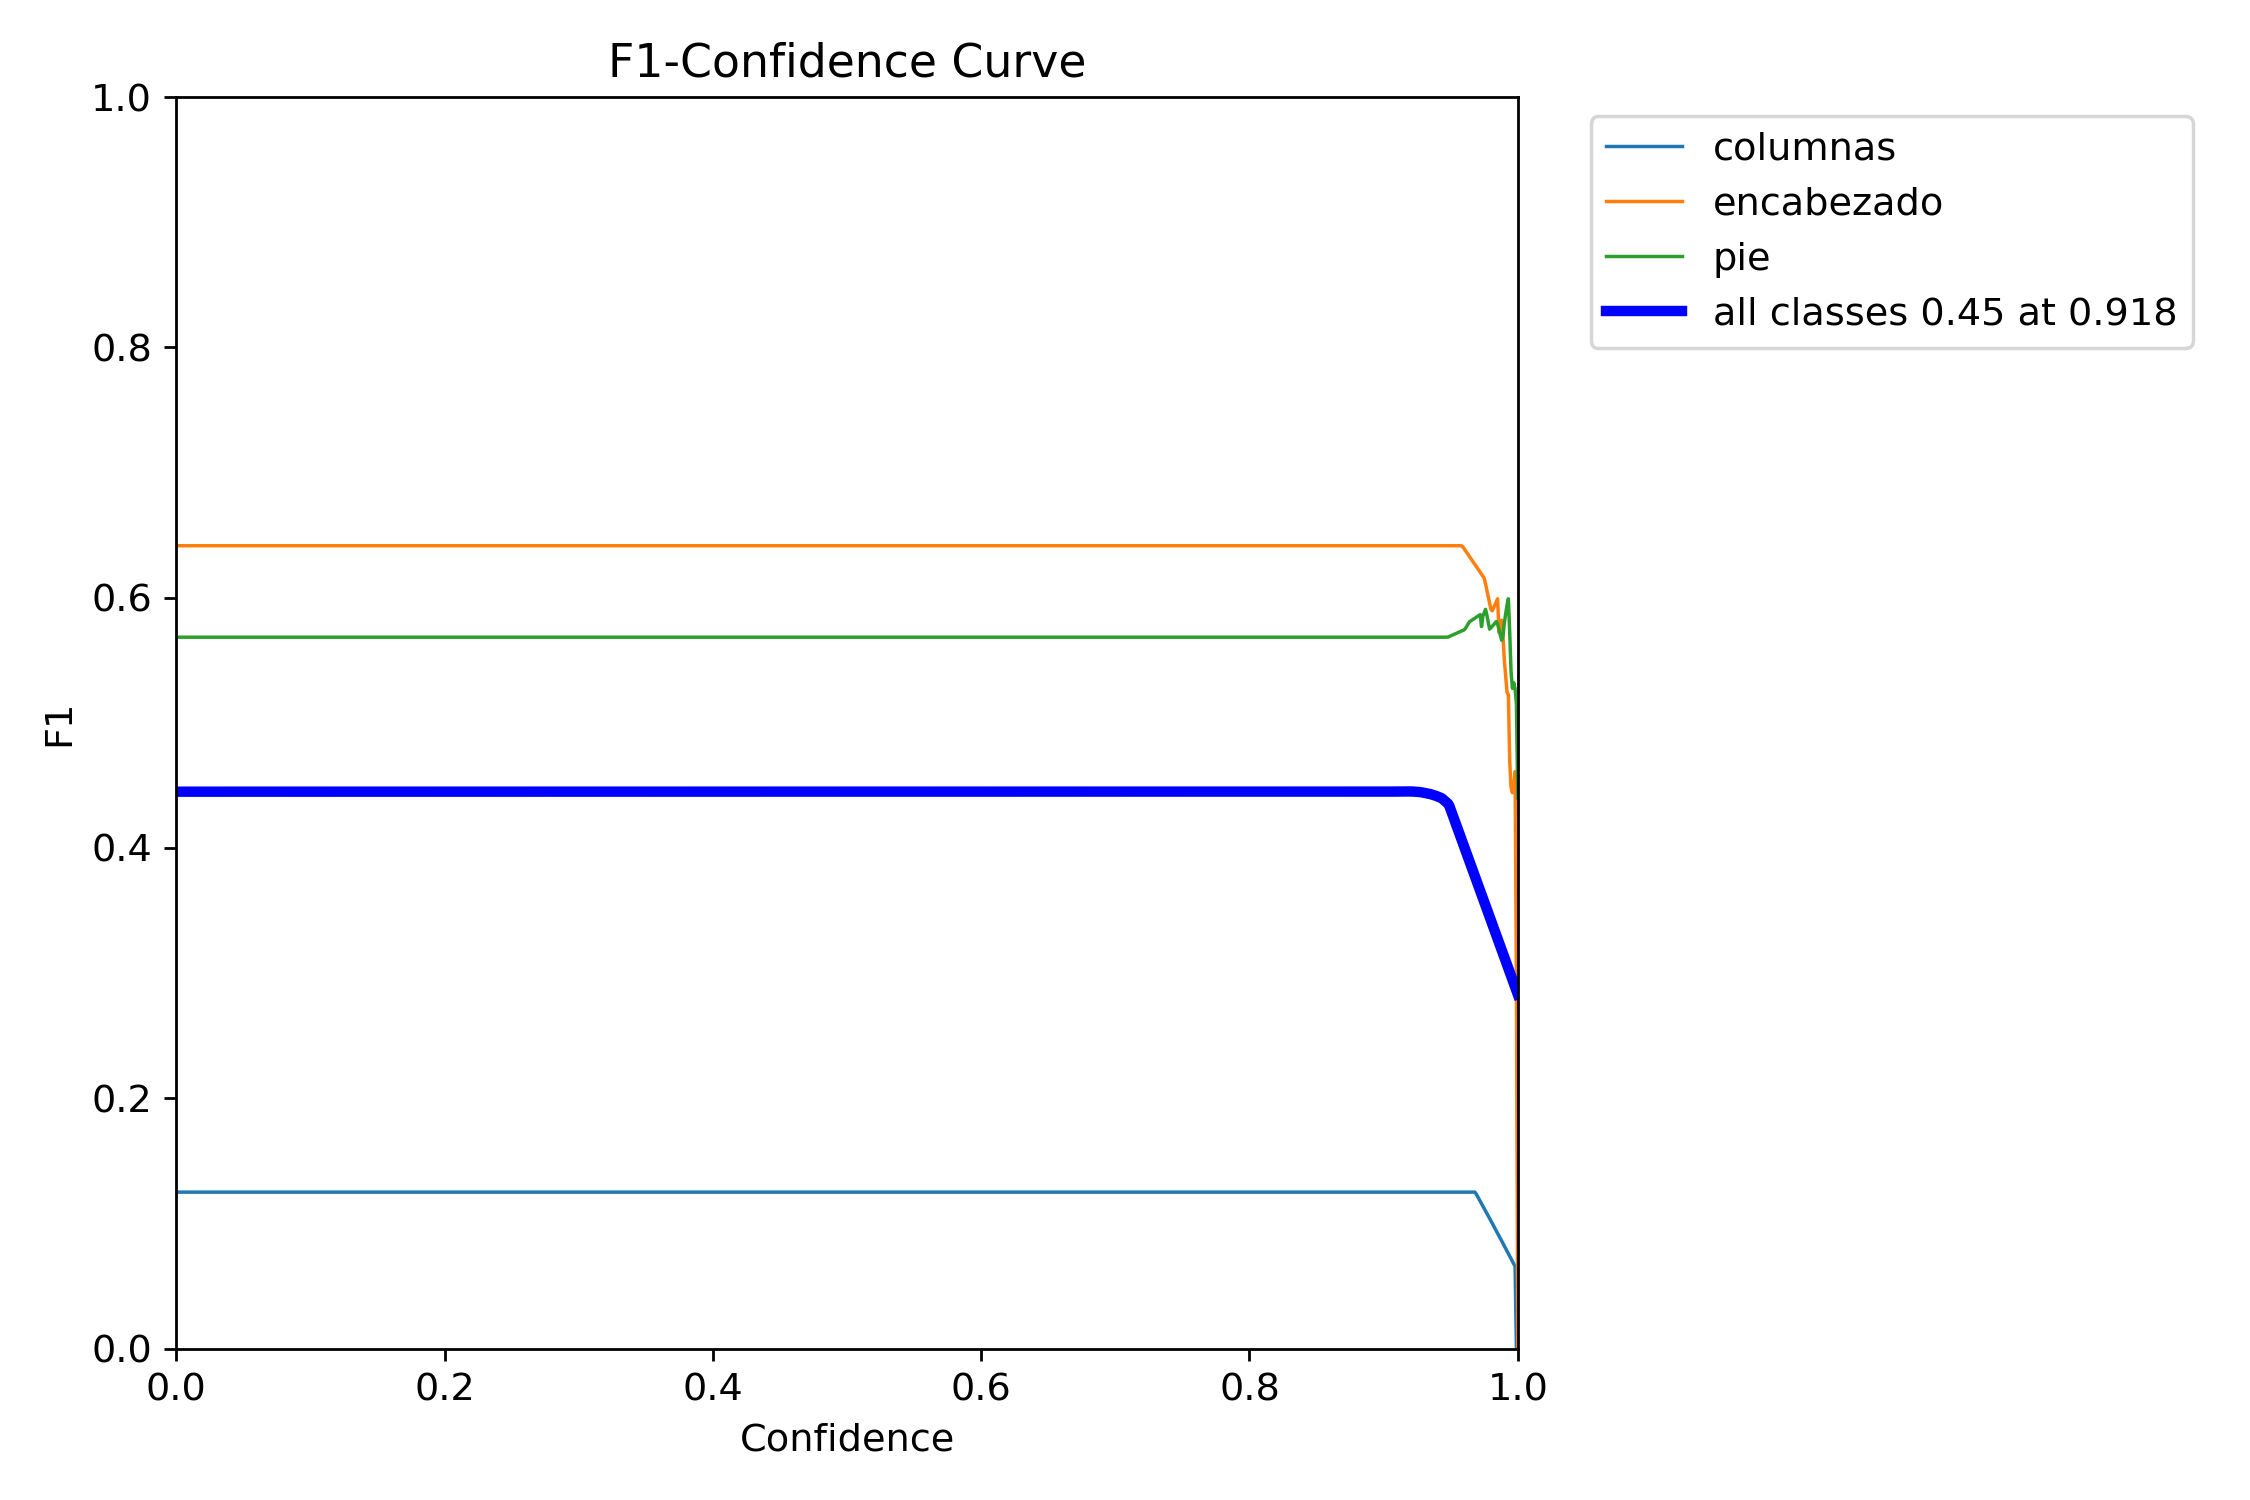 F1-Confidence Curve
1.0
0.8
0.6
0.4
0.2
0.0
F1
0.0 0.2 0.4 0.6 0.8 1.0
Confidence
columnas
encabezado
pie
all classes 0.45 at 0.918